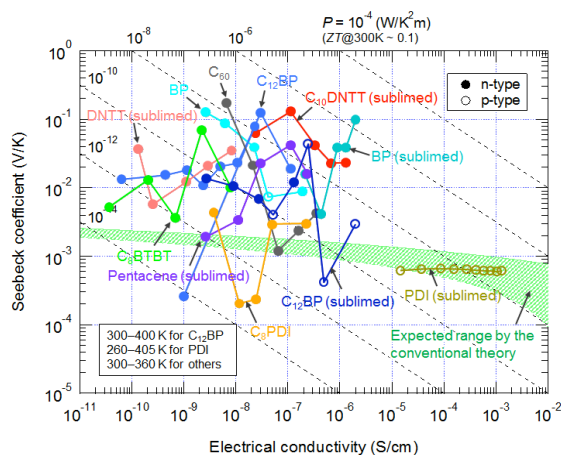 P = 10⁻⁴ (W/K²m)
(ZT@300K ~ 0.1)
10⁻⁸
10⁻⁶
10⁰
10⁻¹
10⁻²
10⁻³
10⁻⁴
10⁻⁵
Seebeck coefficient (V/K)
10⁻¹⁰
10⁻¹²
C₆₀
BP
C₁₂BP
C₁₀DNTT (sublimed)
DNTT (sublimed)
BP (sublimed)
n-type
p-type
C₈BTBT
Pentacene (sublimed)
C₁₂BP (sublimed)
PDI (sublimed)
C₈PDI
Expected range by the
conventional theory
300–400 K for C₁₂BP
260–405 K for PDI
300–360 K for others
10⁻¹¹ 10⁻¹⁰ 10⁻⁹ 10⁻⁸ 10⁻⁷ 10⁻⁶ 10⁻⁵ 10⁻⁴ 10⁻³ 10⁻²
Electrical conductivity (S/cm)